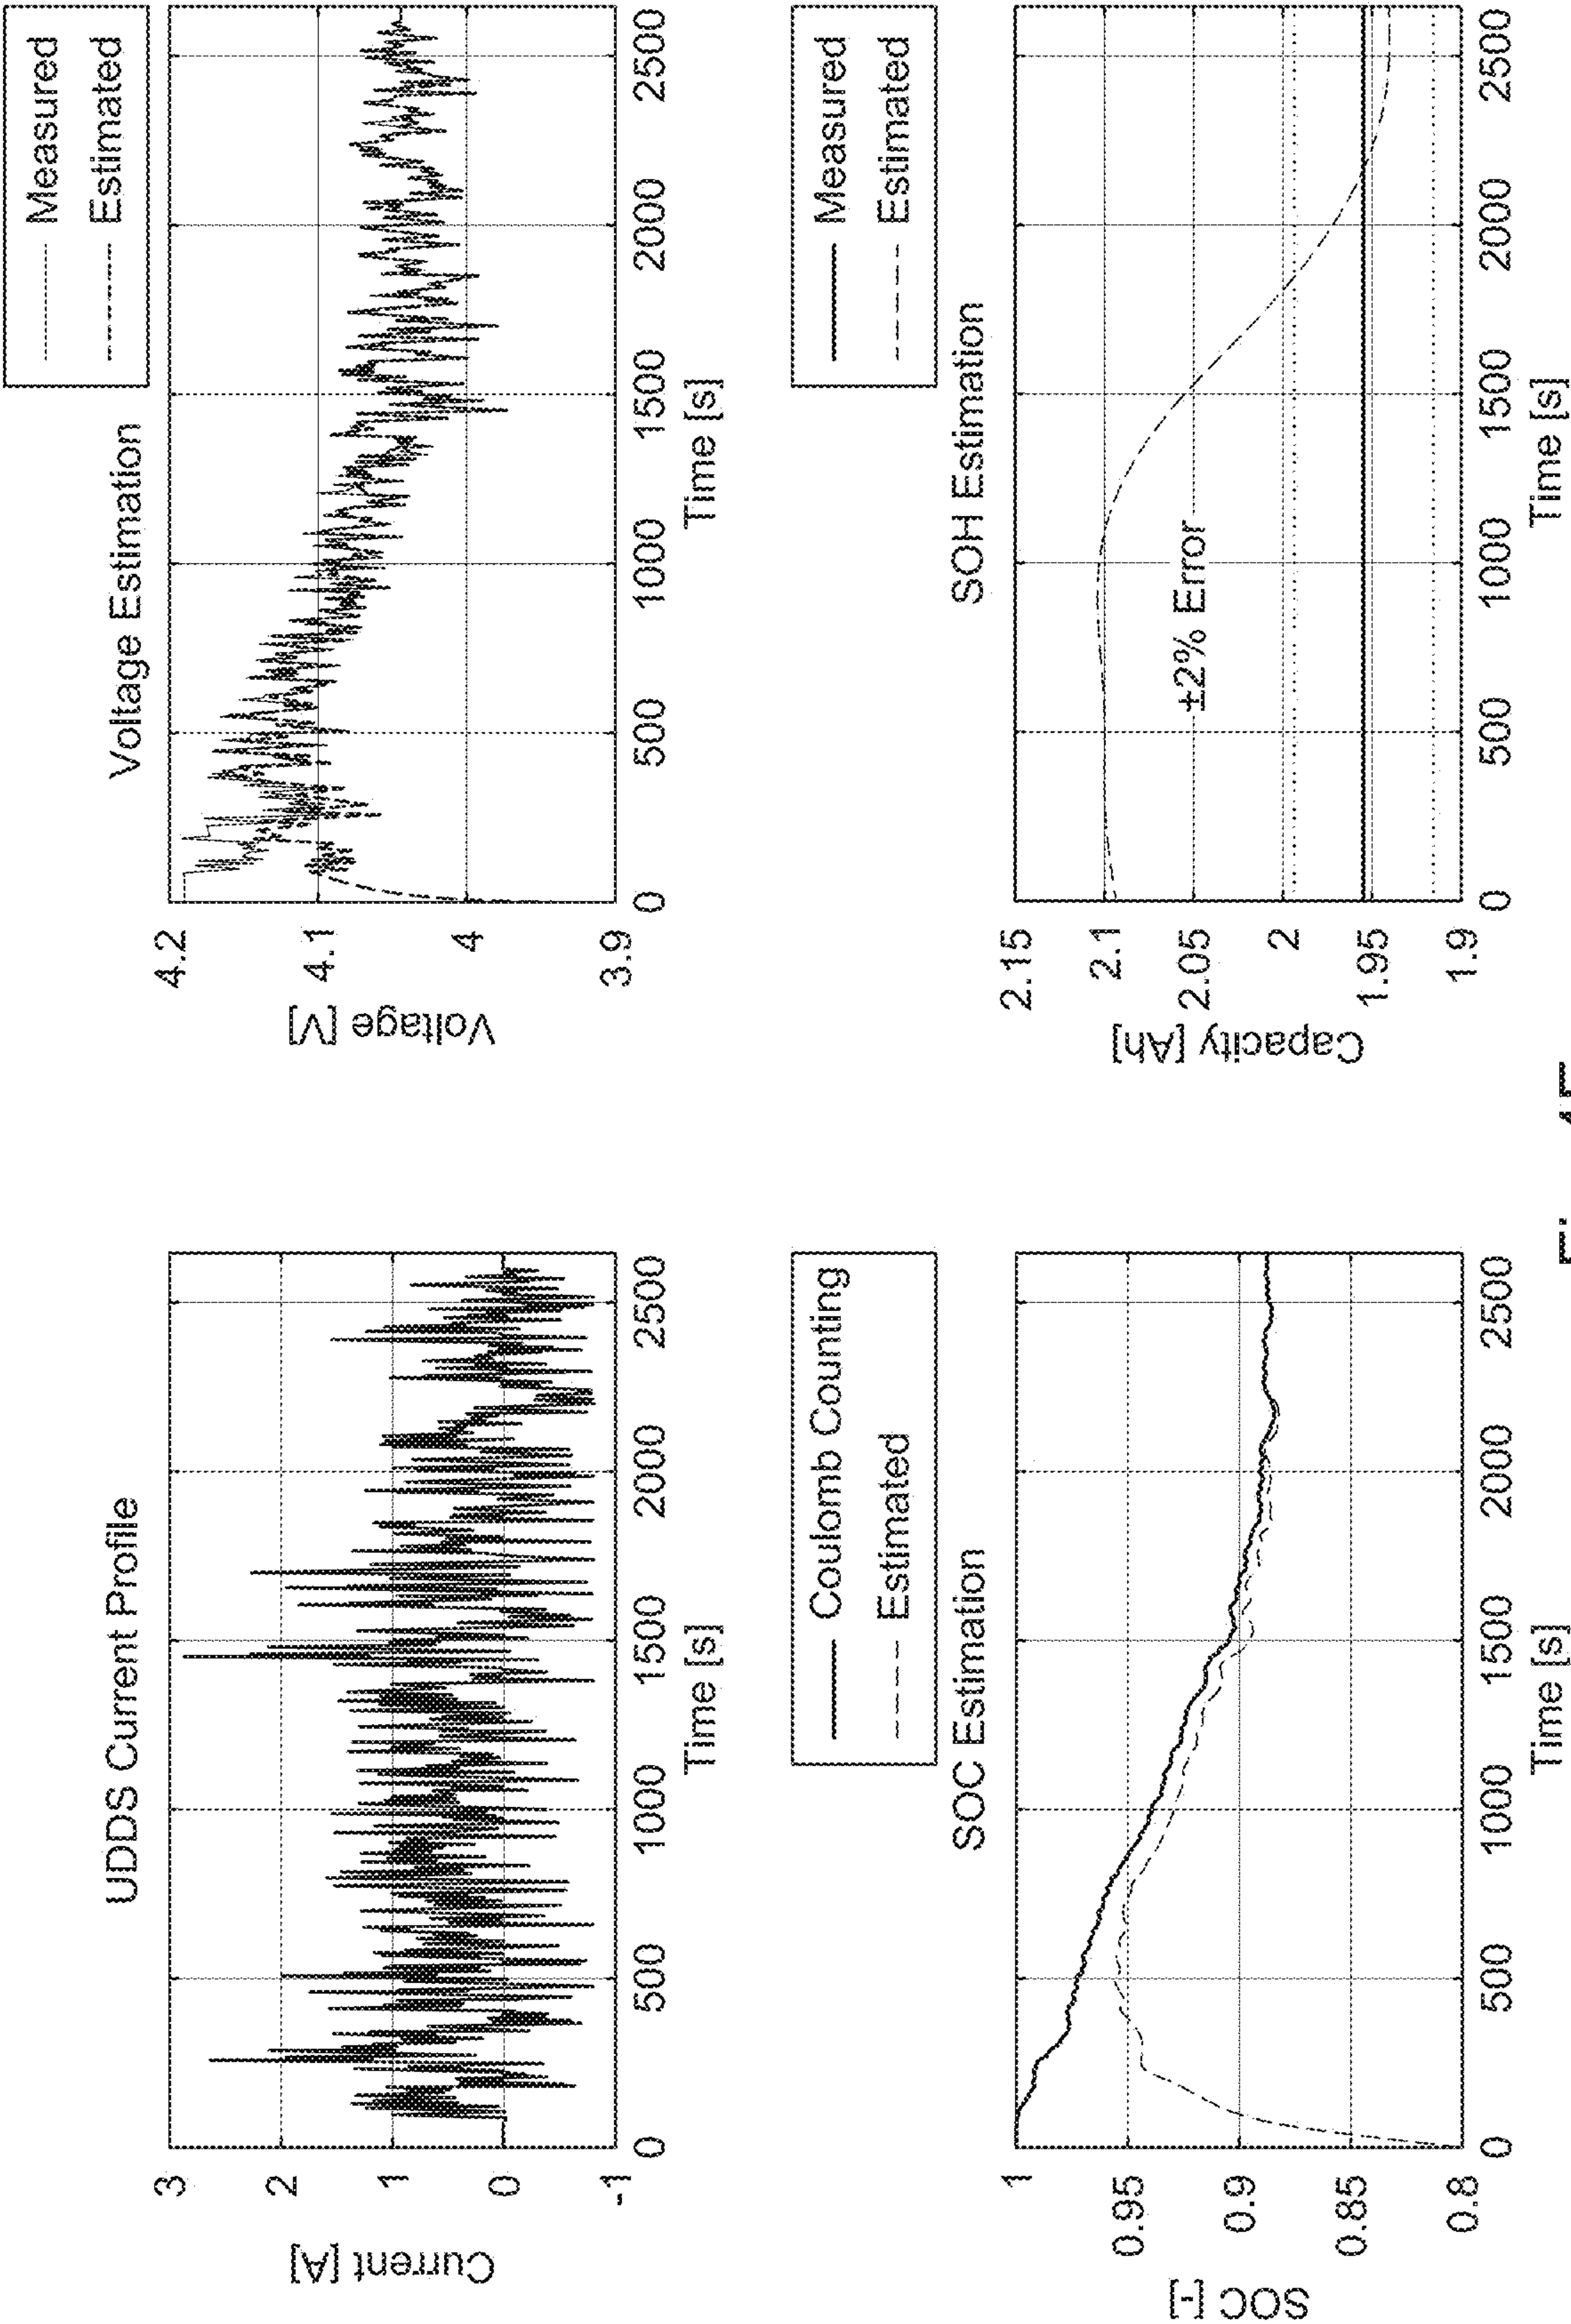 UDDS Current Profile
Current [A]
3
2
1
0
-1
0
500
1000
1500
2000
2500
Time [s]
Measured
Estimated
Voltage Estimation
Voltage [V]
4.2
4.1
4
3.9
0
500
1000
1500
2000
2500
Time [s]
Coulomb Counting
Estimated
SOC Estimation
SOC [-]
1
0.95
0.9
0.85
0.8
0
500
1000
1500
2000
2500
Time [s]
Measured
Estimated
SOH Estimation
Capacity [Ah]
2.15
2.1
2.05
2
1.95
1.9
±2% Error
0
500
1000
1500
2000
2500
Time [s]